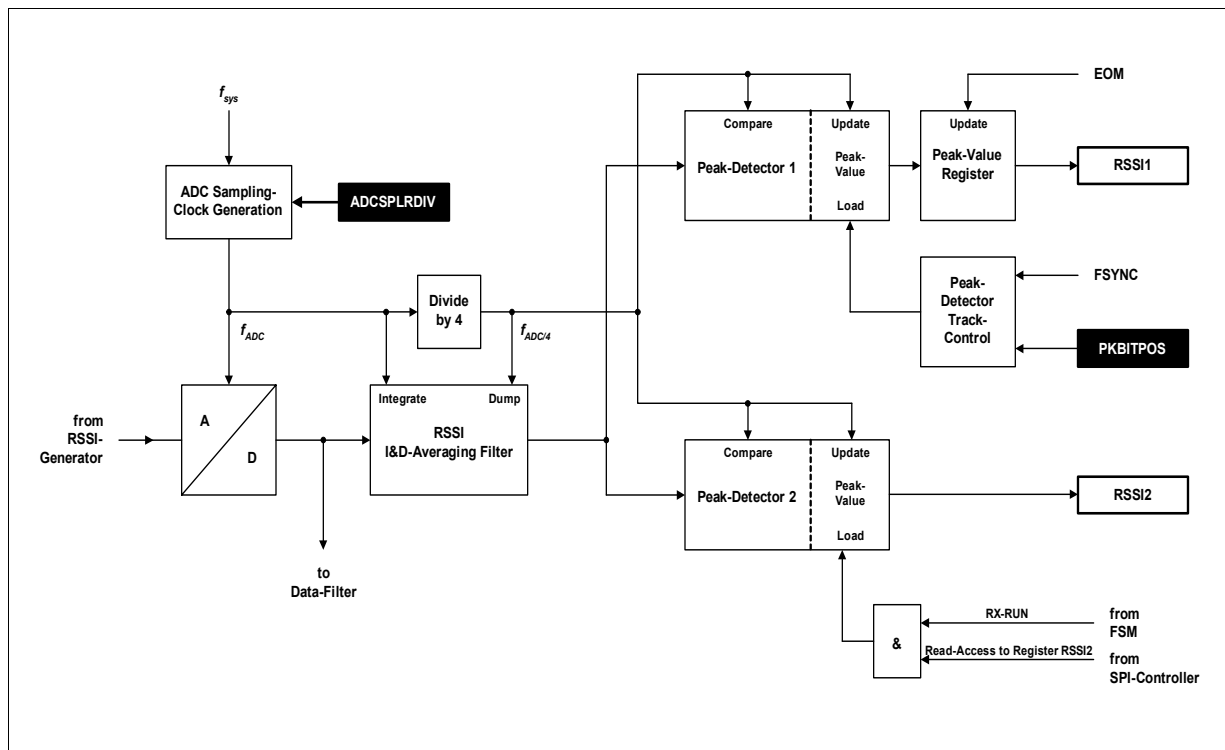 f_sys
ADC Sampling-
Clock Generation
ADCSPLRDIV
Divide
by 4
f_ADC
f_ADC/4
from
RSSI-
Generator
A
D
Integrate
Dump
RSSI
I&D-Averaging Filter
to
Data-Filter
Compare
Peak-Detector 1
Update
Peak-
Value
Load
EOM
Update
Peak-Value
Register
RSSI1
Peak-
Detector
Track-
Control
FSYNC
PKBITPOS
Compare
Peak-Detector 2
Update
Peak-
Value
Load
RSSI2
&
RX-RUN
from
FSM
Read-Access to Register RSSI2
from
SPI-Controller